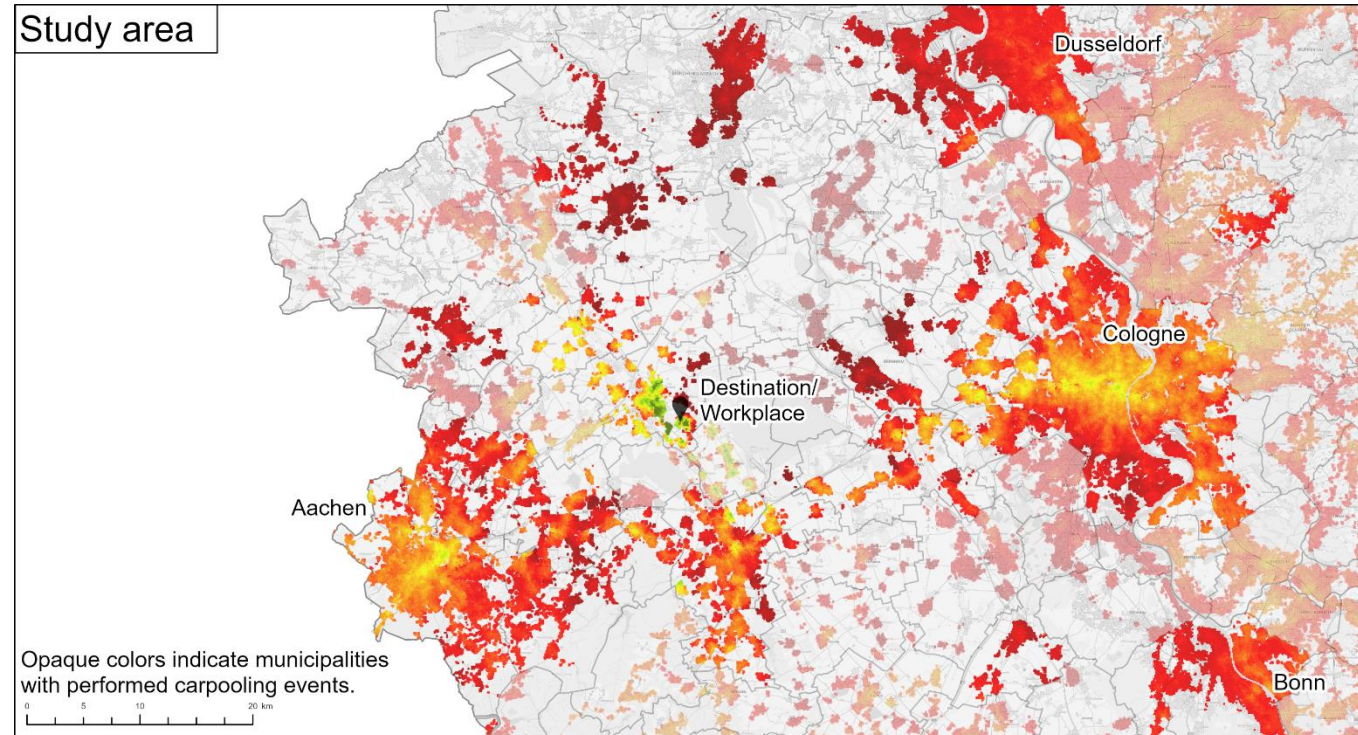 Study area
Dusseldorf
Cologne
Destination/
Workplace
Aachen
Bonn
Opaque colors indicate municipalities
with performed carpooling events.
0 5 10 20 km